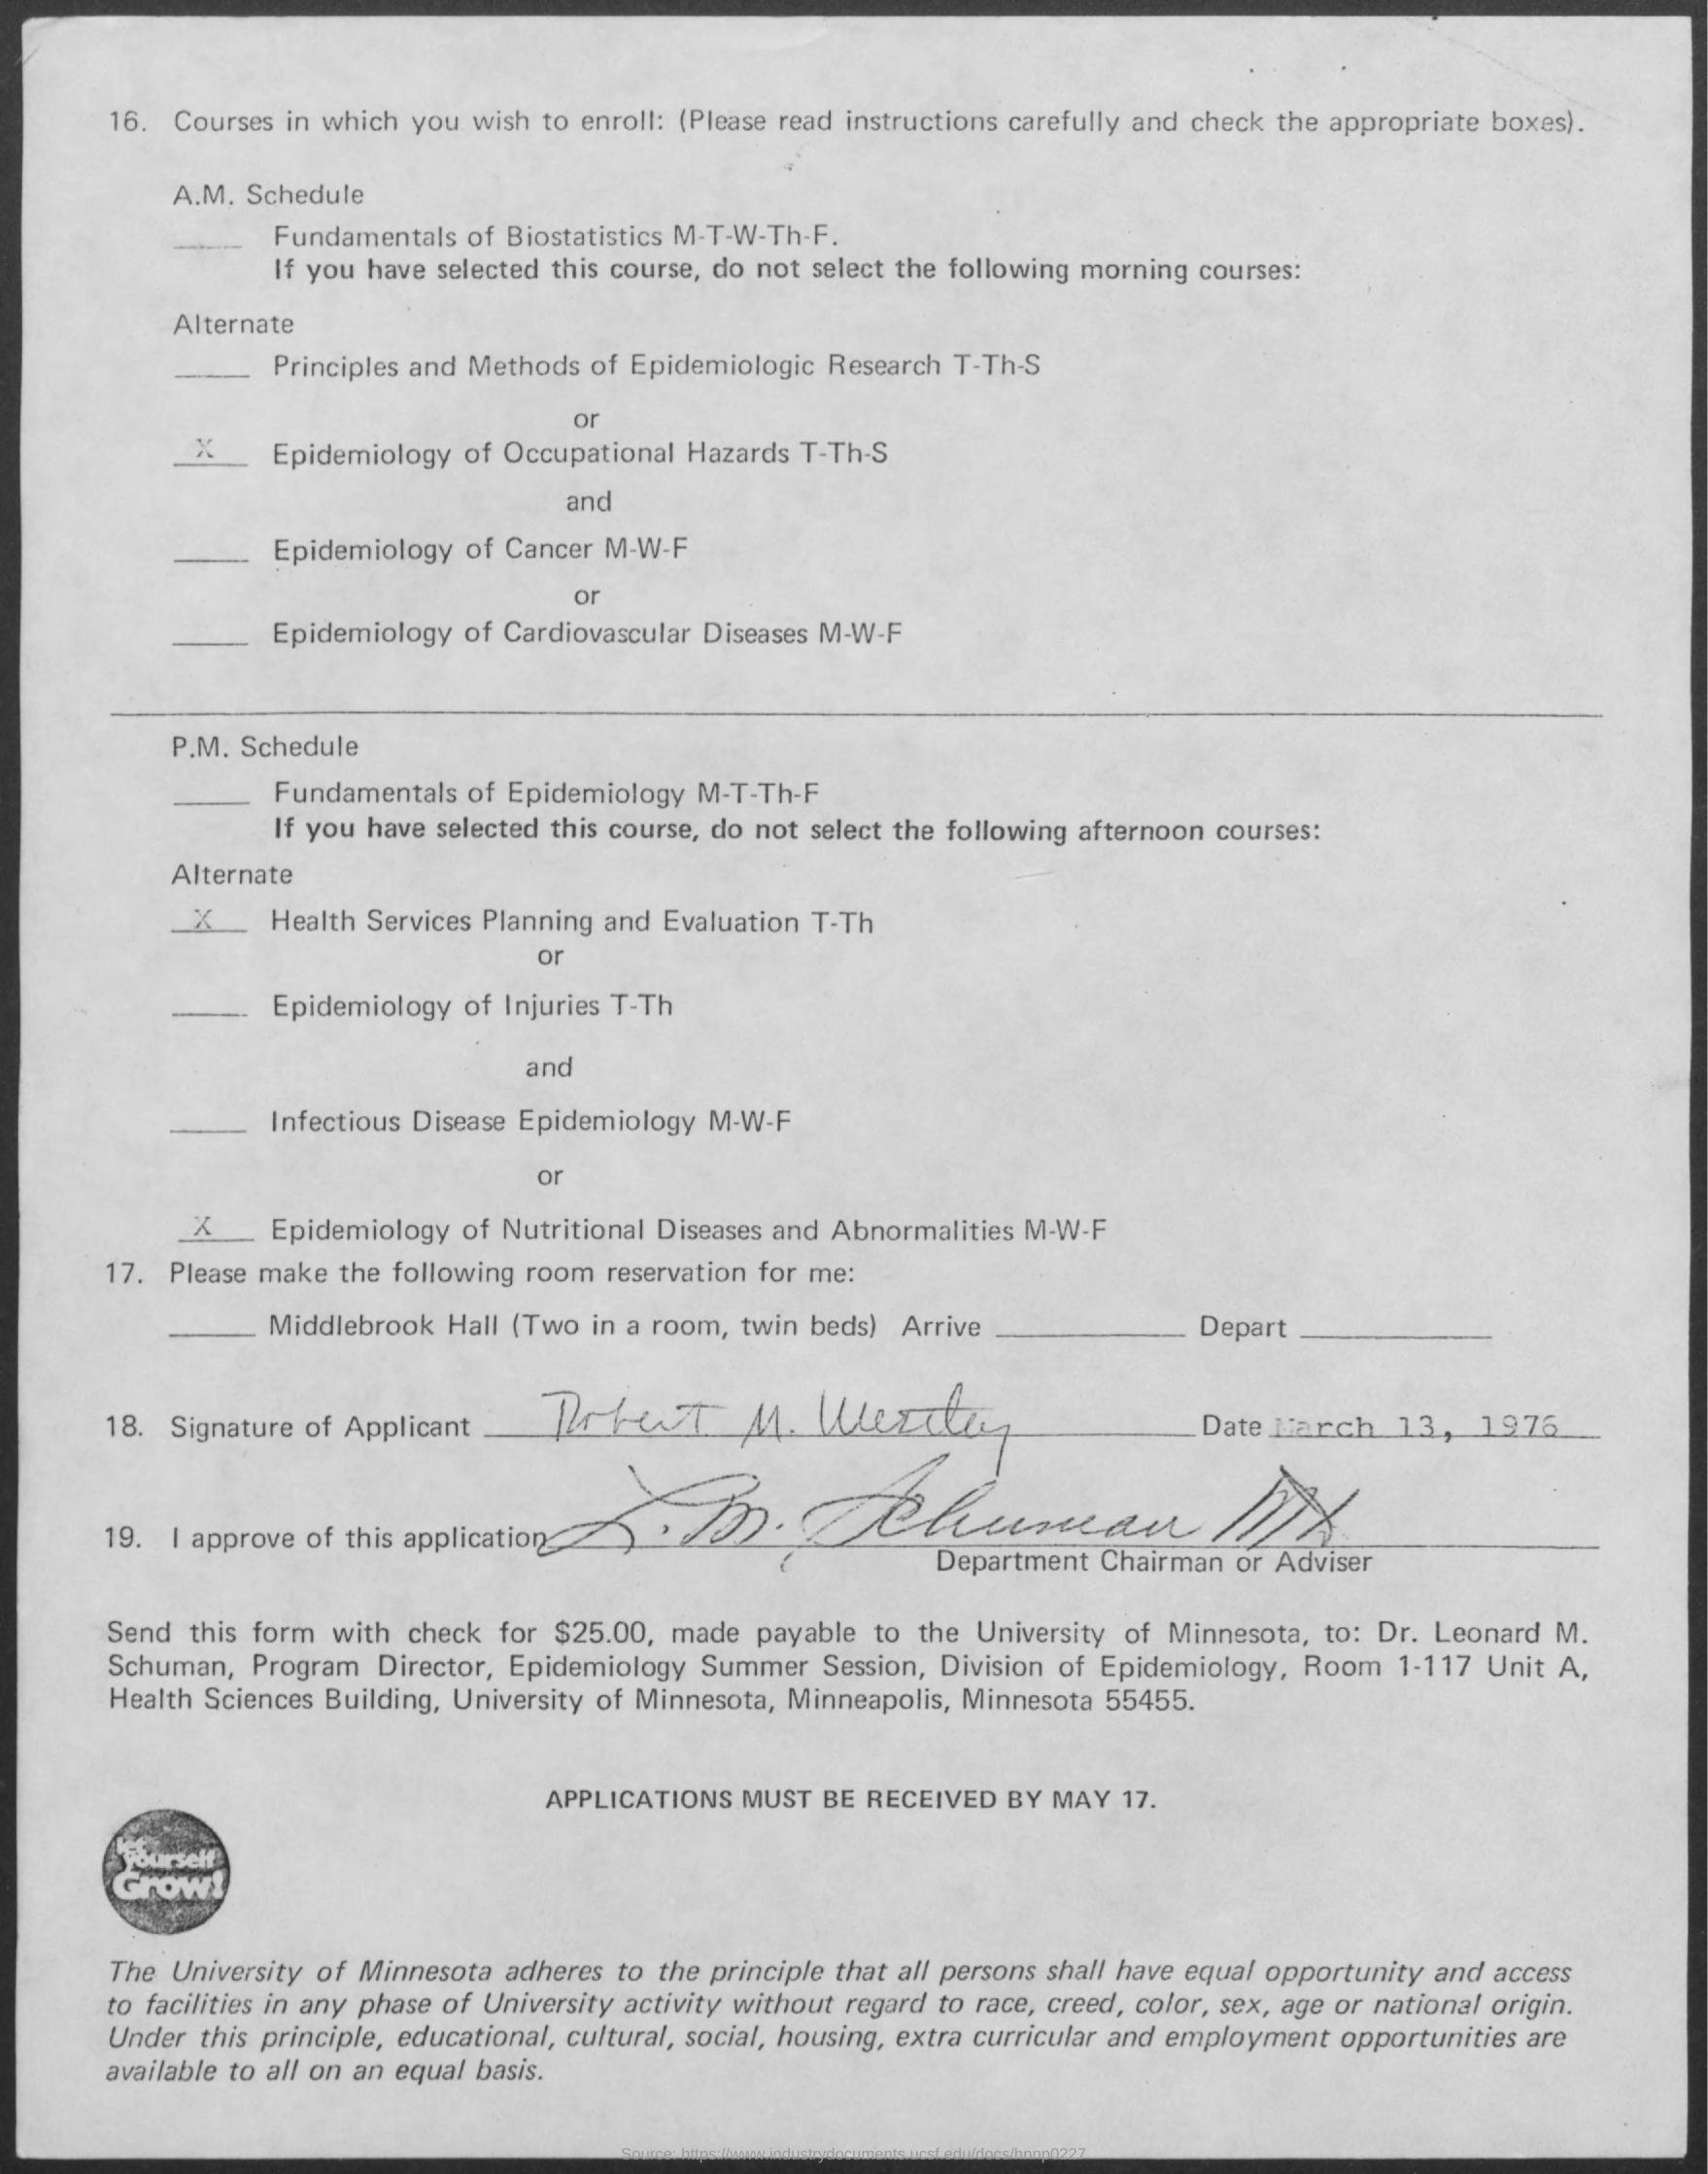 16. Courses in which you wish to enroll: (Please read instructions carefully and check the appropriate boxes).
A.M. Schedule
____ Fundamentals of Biostatistics M-T-W-Th-F.
If you have selected this course, do not select the following morning courses:
Alternate
____ Principles and Methods of Epidemiologic Research T-Th-S
or
X Epidemiology of Occupational Hazards T-Th-S
and
____ Epidemiology of Cancer M-W-F
or
____ Epidemiology of Cardiovascular Diseases M-W-F
P.M. Schedule
____ Fundamentals of Epidemiology M-T-Th-F
If you have selected this course, do not select the following afternoon courses:
Alternate
X Health Services Planning and Evaluation T-Th
or
____ Epidemiology of Injuries T-Th
and
____ Infectious Disease Epidemiology M-W-F
or
X Epidemiology of Nutritional Diseases and Abnormalities M-W-F
17. Please make the following room reservation for me:
____ Middlebrook Hall (Two in a room, twin beds) Arrive ________ Depart ________
18. Signature of Applicant Robert M. Date March 13, 1976
19. I approve of this application L. M. Schuman
Department Chairman or Adviser
Send this form with check for $25.00, made payable to the University of Minnesota, to: Dr. Leonard M.
Schuman, Program Director, Epidemiology Summer Session, Division of Epidemiology, Room 1-117 Unit A,
Health Sciences Building, University of Minnesota, Minneapolis, Minnesota 55455.
APPLICATIONS MUST BE RECEIVED BY MAY 17.
let
yourself
Grow!
The University of Minnesota adheres to the principle that all persons shall have equal opportunity and access
to facilities in any phase of University activity without regard to race, creed, color, sex, age or national origin.
Under this principle, educational, cultural, social, housing, extra curricular and employment opportunities are
available to all on an equal basis.
Source: https://www.industrydocuments.ucsf.edu/docs/hnnp0227